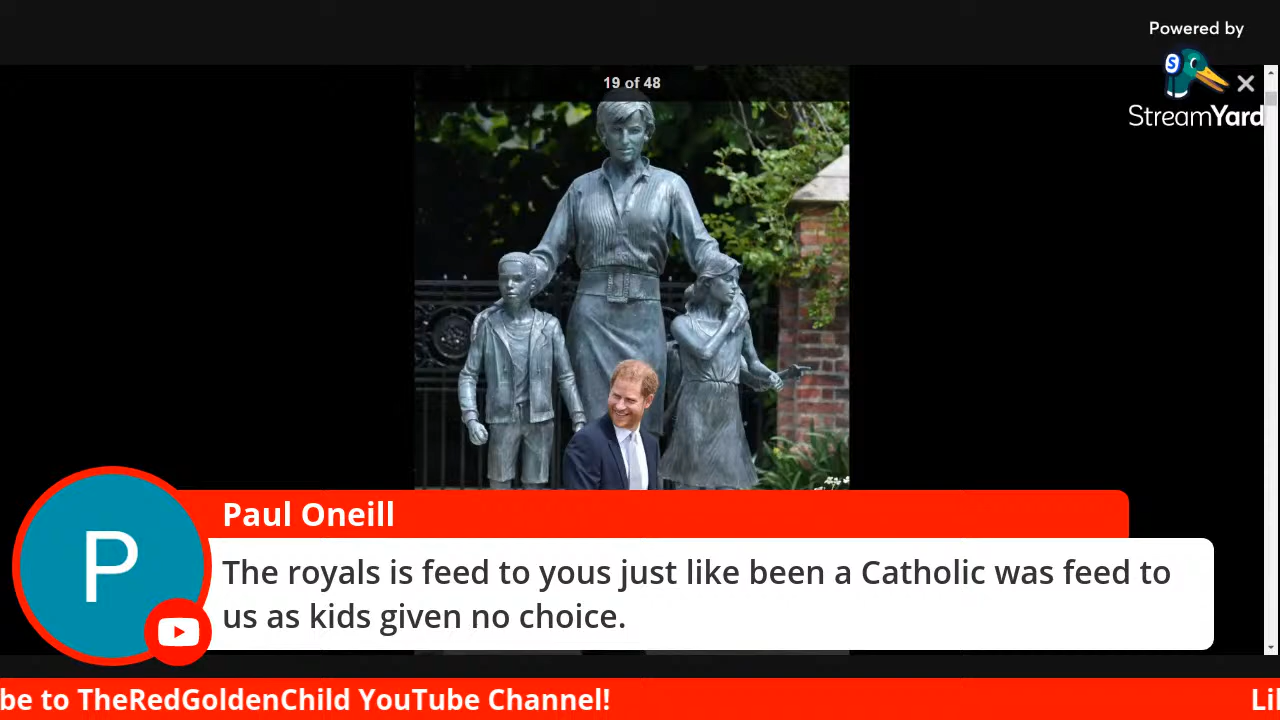 Powered by
19 of 48
StreamYard
Paul Oneill
P
The royals is feed to yous just like been a Catholic was feed to
us as kids given no choice.
be to TheRedGoldenChild YouTube Channel!
Lil